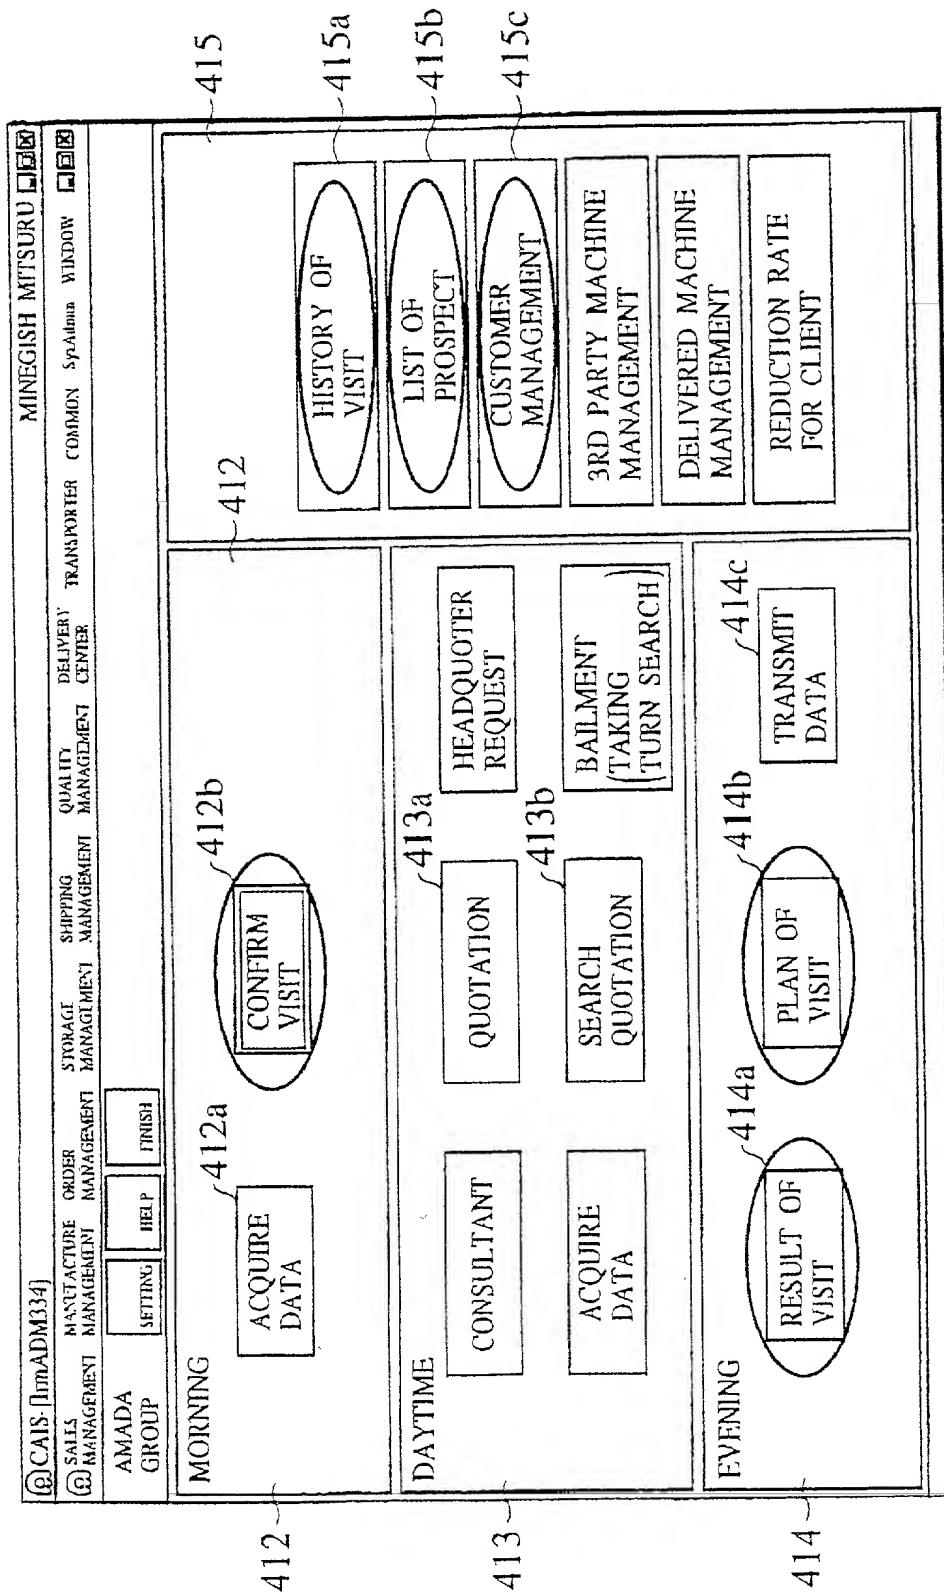 CAIS-[InmADM334] MINEGISH MITSURU
SALES MANAGEMENT
MANUFACTURE MANAGEMENT
ORDER MANAGEMENT
STORAGE MANAGEMENT
SHIPPING MANAGEMENT
QUALITY MANAGEMENT
DELIVERY CENTER
TRANSPORTER
COMMON
SysAdmin
WINDOW
AMADA
GROUP
SETTING
HELP
FINISH
412
MORNING
ACQUIRE
DATA
412a
CONFIRM
VISIT
412b
412
413
DAYTIME
CONSULTANT
QUOTATION
413a
HEADQUOTER
REQUEST
ACQUIRE
DATA
SEARCH
QUOTATION
413b
BAILMENT
(TAKING
TURN SEARCH)
414
EVENING
RESULT OF
VISIT
414a
PLAN OF
VISIT
414b
TRANSMIT
DATA
414c
415
HISTORY OF
VISIT
415a
LIST OF
PROSPECT
415b
CUSTOMER
MANAGEMENT
415c
3RD PARTY MACHINE
MANAGEMENT
DELIVERED MACHINE
MANAGEMENT
REDUCTION RATE
FOR CLIENT